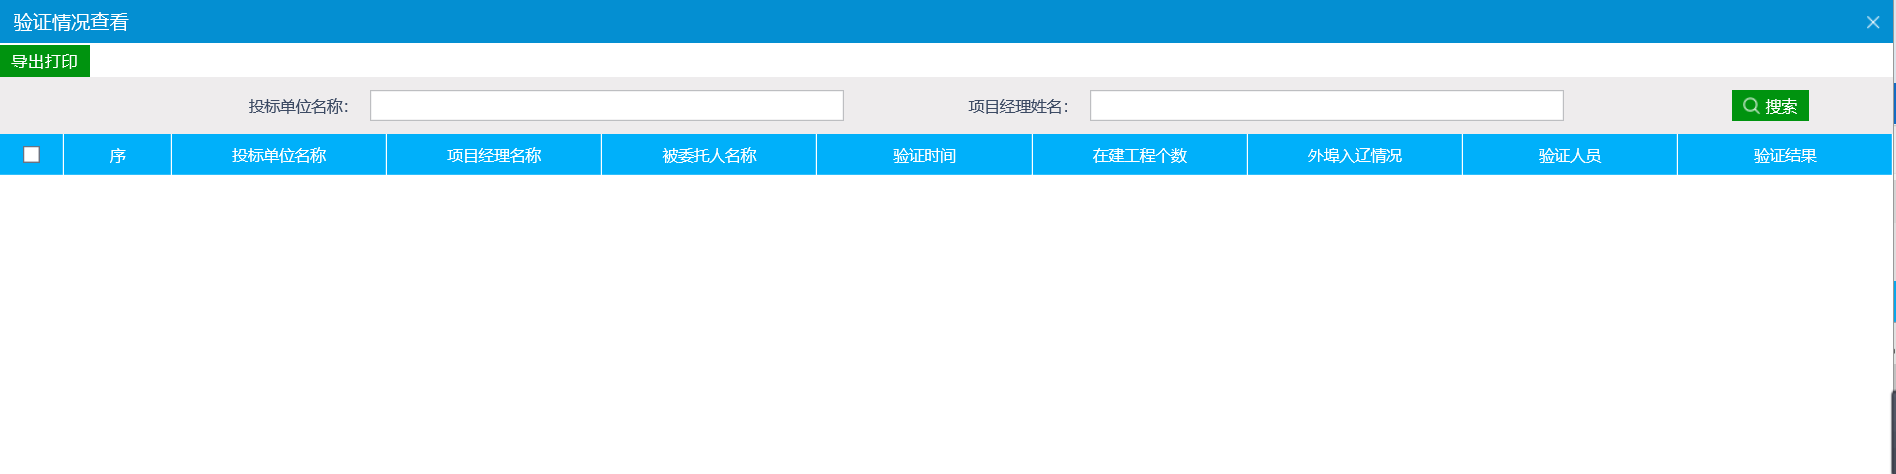 验证情况查看
导出打印
投标单位名称： 项目经理姓名： 搜索
序 投标单位名称 项目经理名称 被委托人名称 验证时间 在建工程个数 外埠入辽情况 验证人员 验证结果